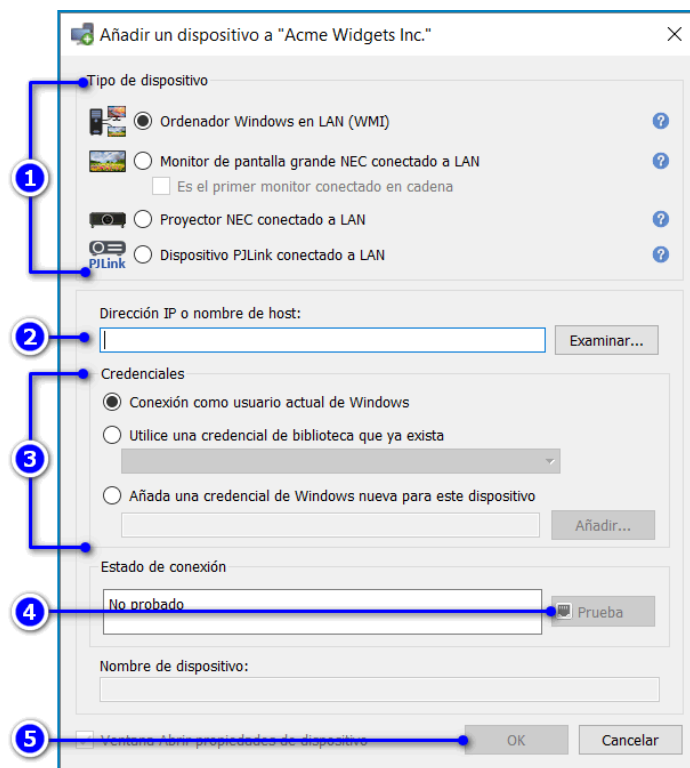 Añadir un dispositivo a "Acme Widgets Inc."
Tipo de dispositivo
1
Ordenador Windows en LAN (WMI)
?
Monitor de pantalla grande NEC conectado a LAN
?
Es el primer monitor conectado en cadena
Proyector NEC conectado a LAN
?
PJLink
Dispositivo PJLink conectado a LAN
?
Dirección IP o nombre de host:
2
Examinar...
Credenciales
3
Conexión como usuario actual de Windows
Utilice una credencial de biblioteca que ya exista
Añada una credencial de Windows nueva para este dispositivo
Añadir...
Estado de conexión
4
No probado
Prueba
Nombre de dispositivo:
5
Ventana Abrir propiedades de dispositivo
OK
Cancelar